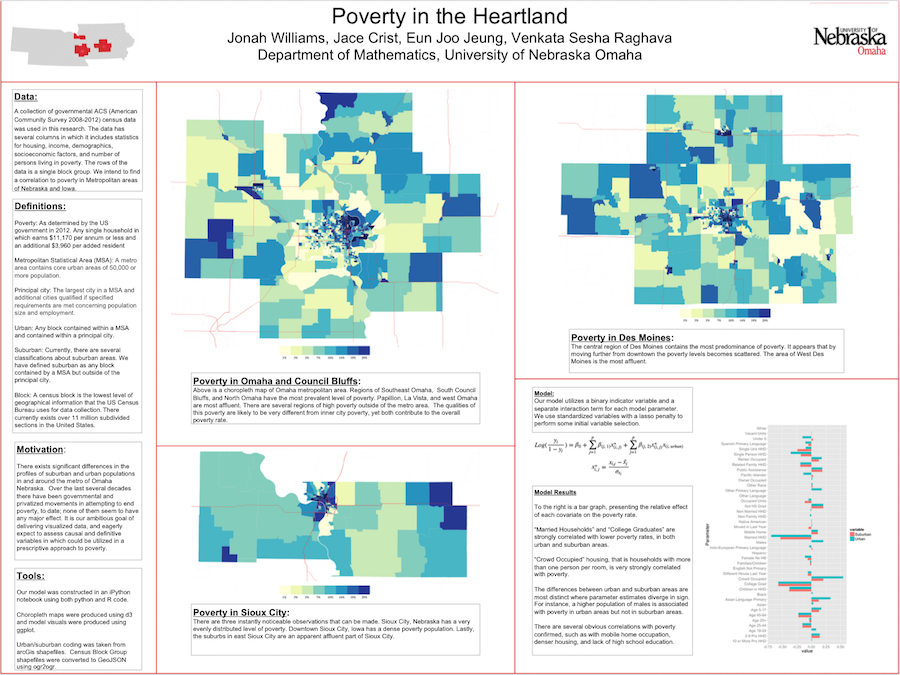 Poverty in the Heartland
Jonah Williams, Jace Crist, Eun Joo Jeung, Venkata Sesha Raghava
Department of Mathematics, University of Nebraska Omaha
UNIVERSITY OF
Nebraska
Omaha
Data:
A collection of governmental ACS (American
Community Survey 2008-2012) census data
was used in this research. The data has
several columns in which it includes statistics
for housing, income, demographics,
socioeconomic factors, and number of
persons living in poverty. The rows of the
data is a single block group. We intend to find
a correlation to poverty in Metropolitan areas
of Nebraska and Iowa.
Definitions:
Poverty: As determined by the US
government in 2012. Any single household in
which earns $11,170 per annum or less and
an additional $3,960 per added resident
Metropolitan Statistical Area (MSA): A metro
area contains core urban areas of 50,000 or
more population.
Principal city: The largest city in a MSA and
additional cities qualified if specified
requirements are met concerning population
size and employment.
Urban: Any block contained within a MSA
and contained within a principal city.
Suburban: Currently, there are several
classifications about suburban areas. We
have defined suburban as any block
contained by a MSA but outside of the
principal city.
Block: A census block is the lowest level of
geographical information that the US Census
Bureau uses for data collection. There
currently exists over 11 million subdivided
sections in the United States.
Motivation:
There exists significant differences in the
profiles of suburban and urban populations
in and around the metro of Omaha
Nebraska. Over the last several decades
there have been governmental and
privatized movements in attempting to end
poverty, to date; none of them seem to have
any major effect. It is our ambitious goal of
delivering visualized data, and eagerly
expect to assess causal and definitive
variables in which could be utilized in a
prescriptive approach to poverty.
Tools:
Our model was constructed in an iPython
notebook using both python and R code.
Choropleth maps were produced using d3
and model visuals were produced using
ggplot.
Urban/suburban coding was taken from
arcGis shapefiles. Census Block Group
shapefiles were converted to GeoJSON
using ogr2ogr.
Poverty in Omaha and Council Bluffs:
Above is a choropleth map of Omaha metropolitan area. Regions of Southeast Omaha, South Council
Bluffs, and North Omaha have the most prevalent level of poverty. Papillion, La Vista, and west Omaha
are most affluent. There are several regions of high poverty outside of the metro area. The qualities of
this poverty are likely to be very different from inner city poverty, yet both contribute to the overall
poverty rate.
Poverty in Sioux City:
There are three instantly noticeable observations that can be made. Sioux City, Nebraska has a very
evenly distributed level of poverty. Downtown Sioux City, Iowa has a dense poverty population. Lastly,
the suburbs in east Sioux City are an apparent affluent part of Sioux City.
Poverty in Des Moines:
The central region of Des Moines contains the most predominance of poverty. It appears that by
moving further from downtown the poverty levels becomes scattered. The area of West Des
Moines is the most affluent.
Model:
Our model utilizes a binary indicator variable and a
separate interaction term for each model parameter.
We use standardized variables with a lasso penalty to
perform some initial variable selection.
Model Results
To the right is a bar graph, presenting the relative effect
of each covariate on the poverty rate.
"Married Households" and "College Graduates" are
strongly correlated with lower poverty rates, in both
urban and suburban areas.
"Crowd Occupied" housing, that is households with more
than one person per room, is very strongly correlated
with poverty.
The differences between urban and suburban areas are
most distinct where parameter estimates diverge in sign.
For instance, a higher population of males is associated
with poverty in urban areas but not in suburban areas.
There are several obvious correlations with poverty
confirmed, such as with mobile home occupation,
denser housing, and lack of high school education.
Parameter
value
variable
Suburban
Urban